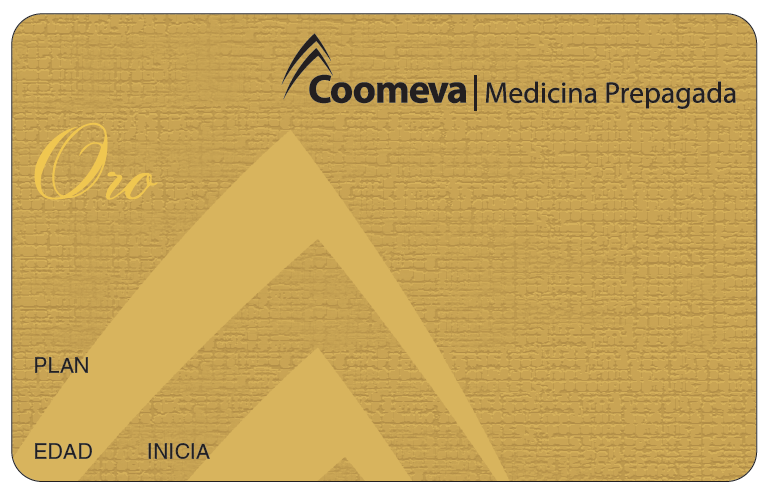 Coomeva | Medicina Prepagada
Oro
PLAN
EDAD INICIA